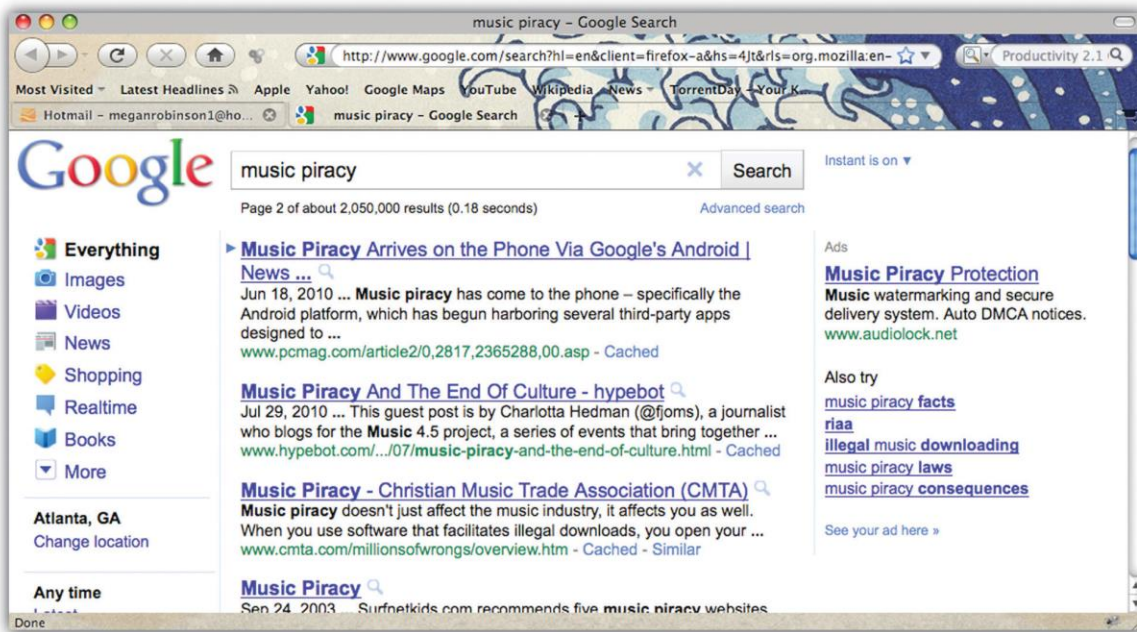 music piracy – Google Search
http://www.google.com/search?hl=en&client=firefox-a&hs=4Jt&rls=org.mozilla:en-
Productivity 2.1
Most Visited Latest Headlines Apple Yahoo! Google Maps YouTube Wikipedia News TorrentDay – Your K...
Hotmail – meganrobinson1@ho... music piracy – Google Search
Google
music piracy
Search
Instant is on
Page 2 of about 2,050,000 results (0.18 seconds)
Advanced search
Everything
Images
Videos
News
Shopping
Realtime
Books
More
Atlanta, GA
Change location
Any time
Music Piracy Arrives on the Phone Via Google's Android |
News ...
Jun 18, 2010 ... Music piracy has come to the phone – specifically the
Android platform, which has begun harboring several third-party apps
designed to ...
www.pcmag.com/article2/0,2817,2365288,00.asp - Cached
Music Piracy And The End Of Culture - hypebot
Jul 29, 2010 ... This guest post is by Charlotta Hedman (@fjoms), a journalist
who blogs for the Music 4.5 project, a series of events that bring together ...
www.hypebot.com/.../07/music-piracy-and-the-end-of-culture.html - Cached
Music Piracy - Christian Music Trade Association (CMTA)
Music piracy doesn't just affect the music industry, it affects you as well.
When you use software that facilitates illegal downloads, you open your ...
www.cmta.com/millionsofwrongs/overview.htm - Cached - Similar
Music Piracy
Sep 24, 2003 ... Surfnetkids.com recommends five music piracy websites
Ads
Music Piracy Protection
Music watermarking and secure
delivery system. Auto DMCA notices.
www.audiolock.net
Also try
music piracy facts
riaa
illegal music downloading
music piracy laws
music piracy consequences
See your ad here »
Done